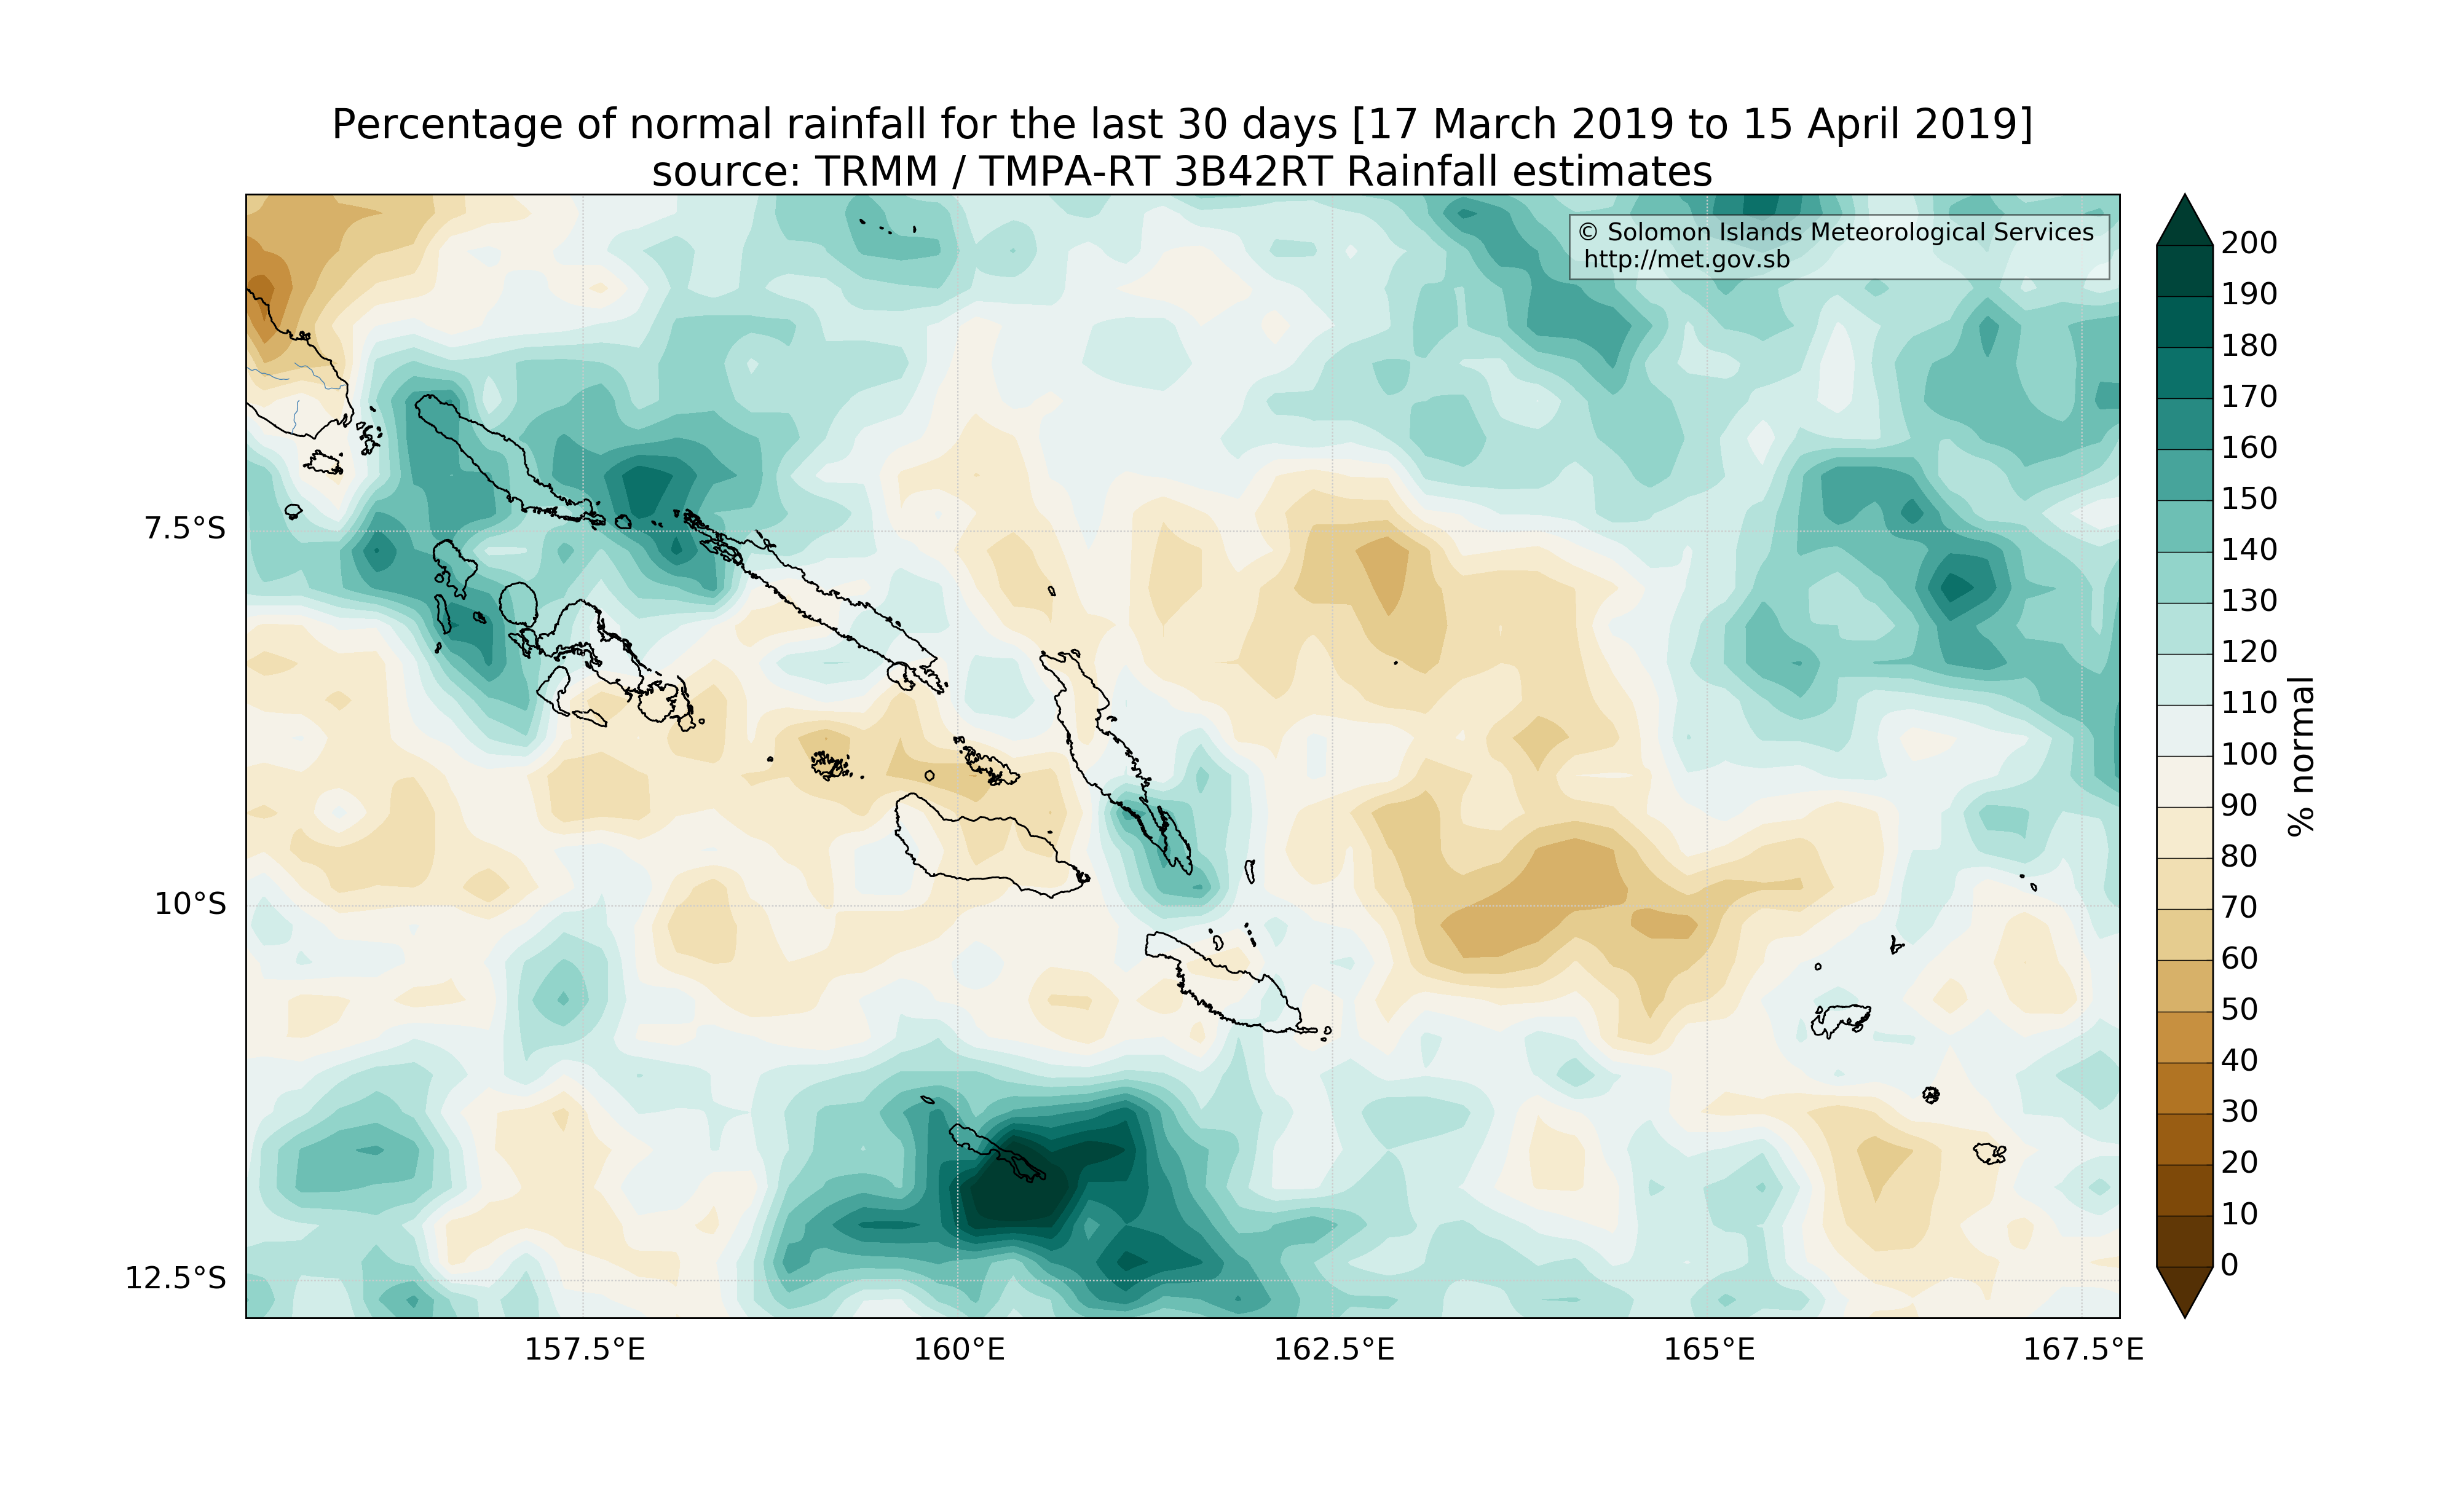 Percentage of normal rainfall for the last 30 days [17 March 2019 to 15 April 2019]
source: TRMM / TMPA-RT 3B42RT Rainfall estimates
© Solomon Islands Meteorological Services
http://met.gov.sb
7.5°S
10°S
12.5°S
157.5°E
160°E
162.5°E
165°E
167.5°E
200
190
180
170
160
150
140
130
120
110
100
90
80
70
60
50
40
30
20
10
0
% normal